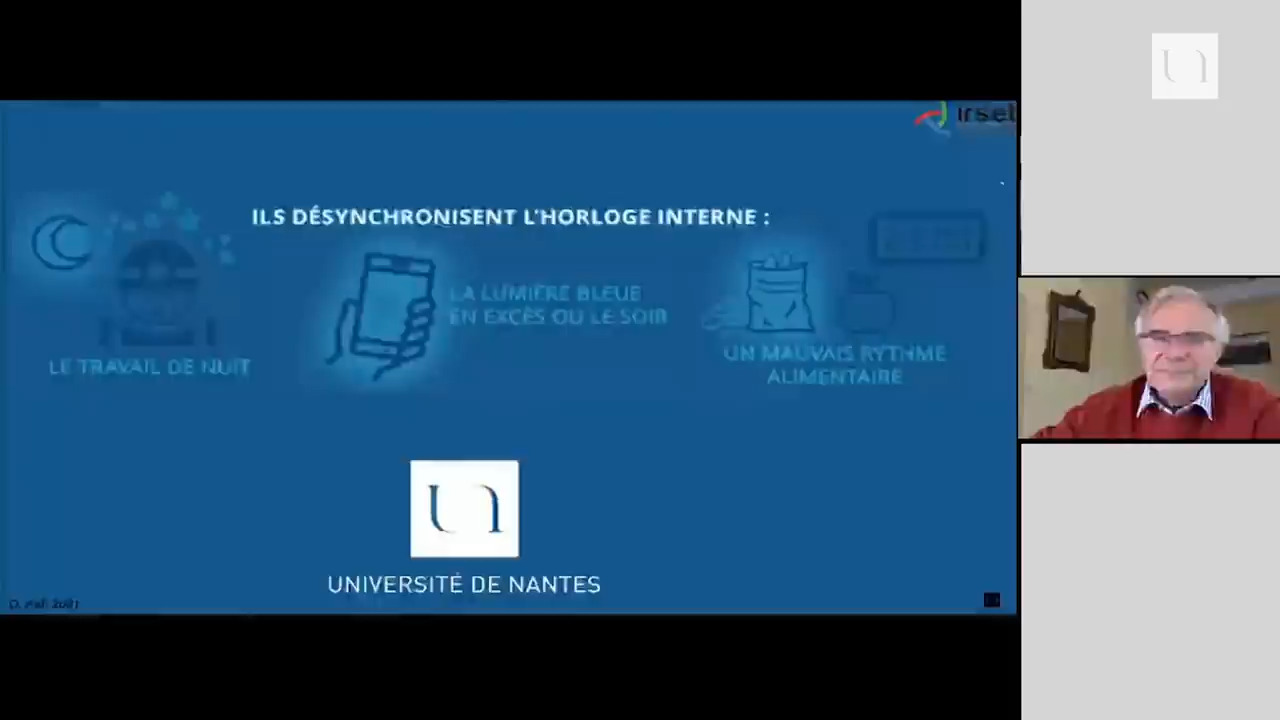 irset
ILS DÉSYNCHRONISENT L'HORLOGE INTERNE :
LA LUMIÈRE BLEUE
EN EXCÈS OU LE SOIR
LE TRAVAIL DE NUIT
UN MAUVAIS RYTHME
ALIMENTAIRE
UNIVERSITÉ DE NANTES